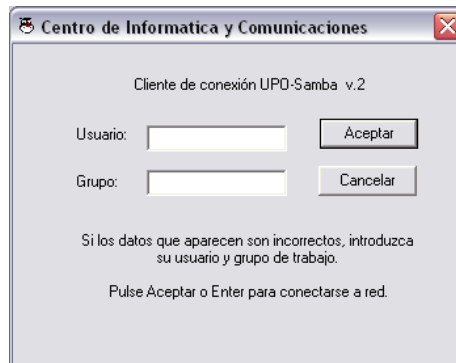 Centro de Informatica y Comunicaciones
Cliente de conexión UPO-Samba v.2
Usuario:
Aceptar
Grupo:
Cancelar
Si los datos que aparecen son incorrectos, introduzca
su usuario y grupo de trabajo.
Pulse Aceptar o Enter para conectarse a red.